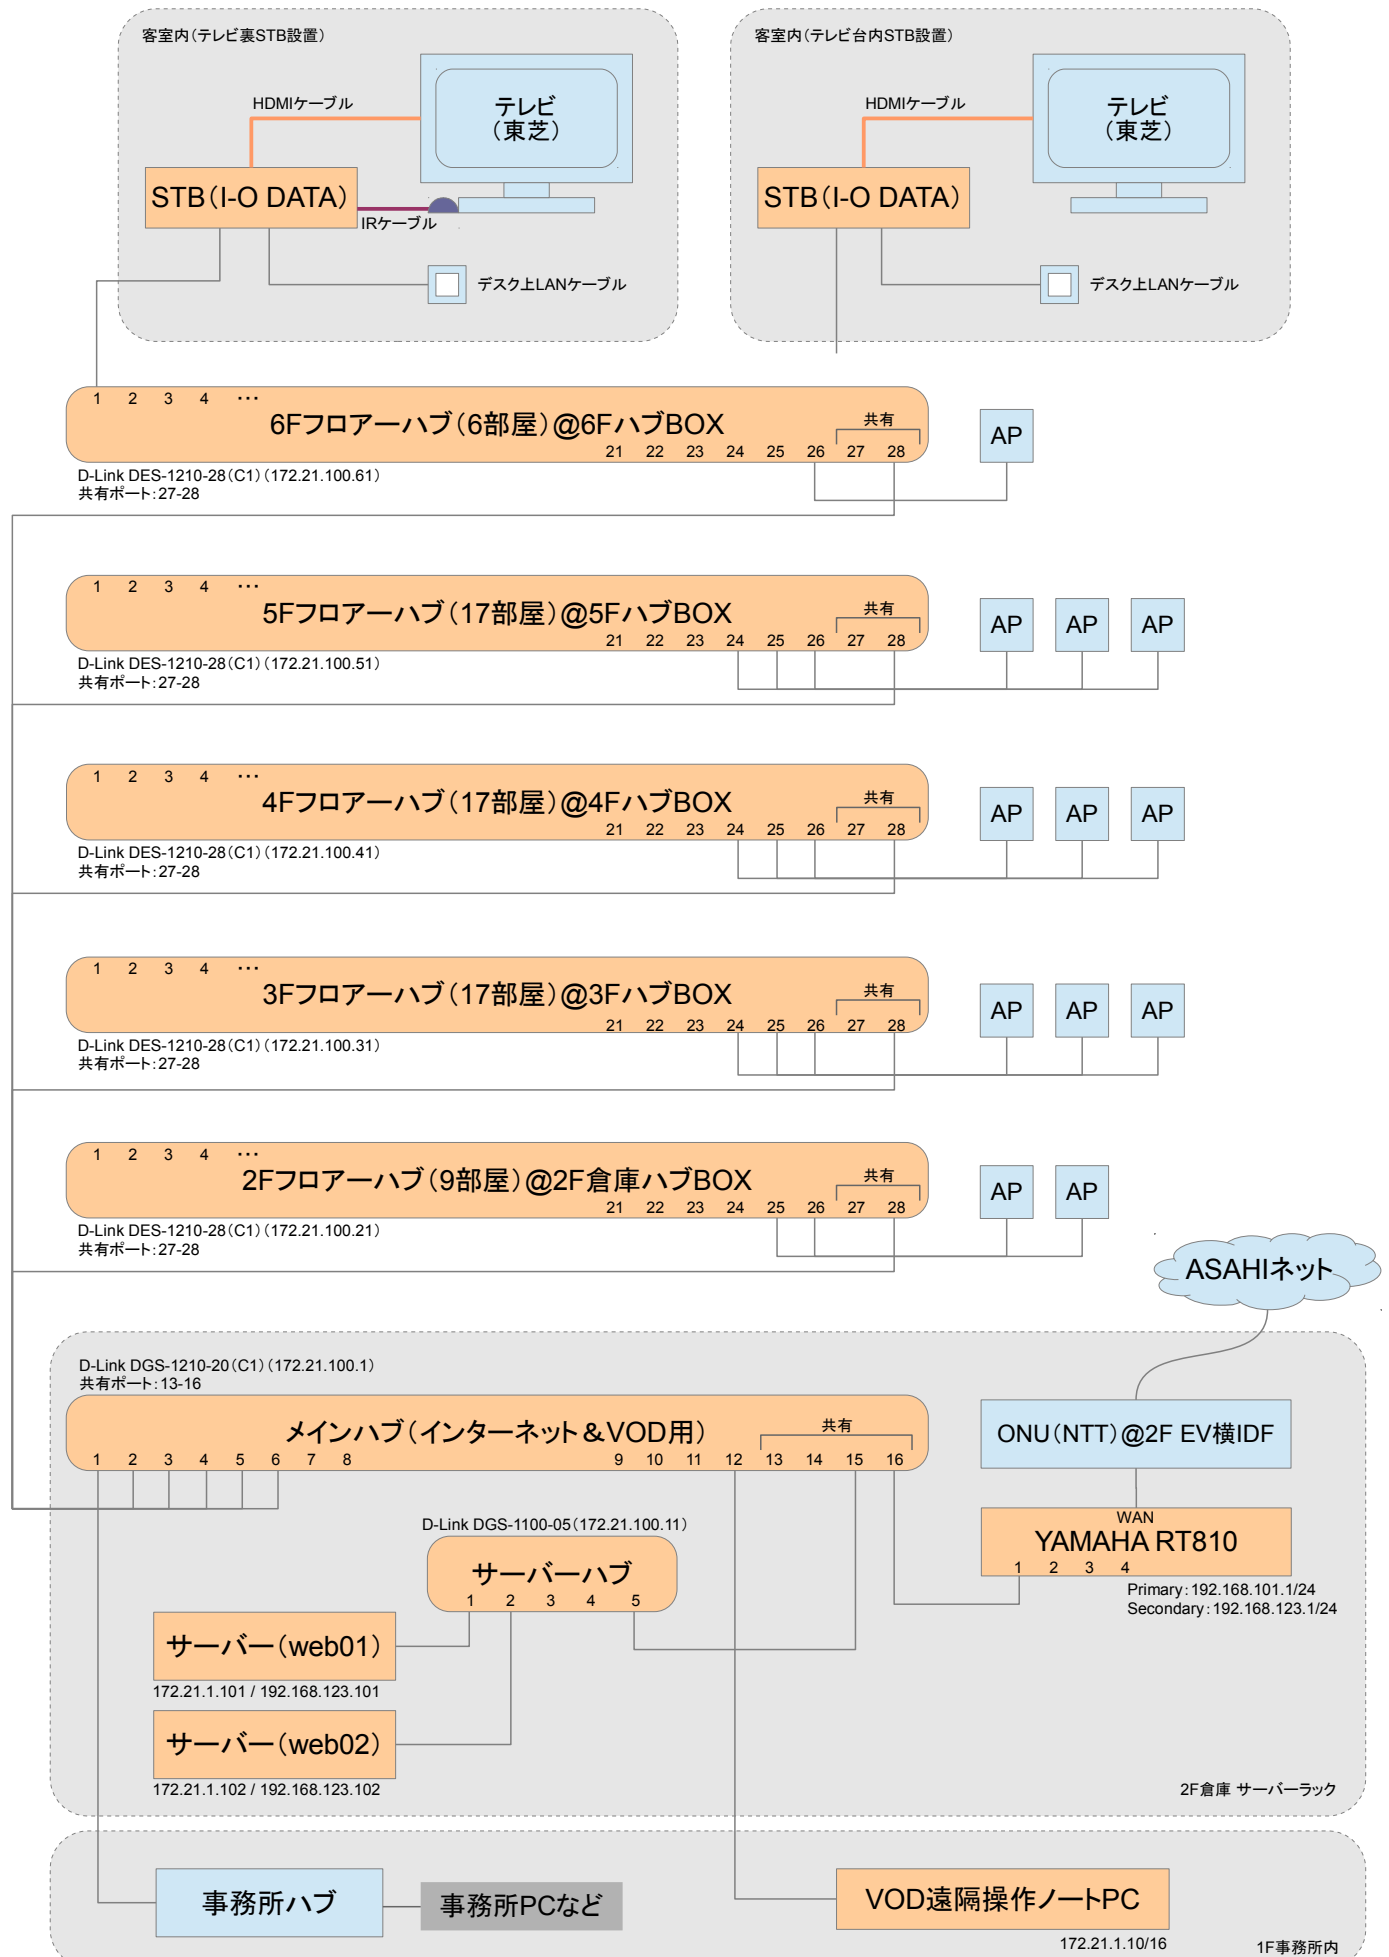 客室内(テレビ裏STB設置)
HDMIケーブル
テレビ
(東芝)
STB(I-O DATA)
IRケーブル
デスク上LANケーブル
客室内(テレビ台内STB設置)
HDMIケーブル
テレビ
(東芝)
STB(I-O DATA)
デスク上LANケーブル
1 2 3 4 …
6Fフロアーハブ(6部屋)@6FハブBOX
共有
21 22 23 24 25 26 27 28
AP
D-Link DES-1210-28(C1)(172.21.100.61)
共有ポート:27-28
1 2 3 4 …
5Fフロアーハブ(17部屋)@5FハブBOX
共有
21 22 23 24 25 26 27 28
AP AP AP
D-Link DES-1210-28(C1)(172.21.100.51)
共有ポート:27-28
1 2 3 4 …
4Fフロアーハブ(17部屋)@4FハブBOX
共有
21 22 23 24 25 26 27 28
AP AP AP
D-Link DES-1210-28(C1)(172.21.100.41)
共有ポート:27-28
1 2 3 4 …
3Fフロアーハブ(17部屋)@3FハブBOX
共有
21 22 23 24 25 26 27 28
AP AP AP
D-Link DES-1210-28(C1)(172.21.100.31)
共有ポート:27-28
1 2 3 4 …
2Fフロアーハブ(9部屋)@2F倉庫ハブBOX
共有
21 22 23 24 25 26 27 28
AP AP
D-Link DES-1210-28(C1)(172.21.100.21)
共有ポート:27-28
ASAHIネット
D-Link DGS-1210-20(C1)(172.21.100.1)
共有ポート:13-16
メインハブ(インターネット&VOD用)
共有
1 2 3 4 5 6 7 8 9 10 11 12 13 14 15 16
ONU(NTT)@2F EV横IDF
WAN
YAMAHA RT810
1 2 3 4
Primary:192.168.101.1/24
Secondary:192.168.123.1/24
D-Link DGS-1100-05(172.21.100.11)
サーバーハブ
1 2 3 4 5
サーバー(web01)
172.21.1.101 / 192.168.123.101
サーバー(web02)
172.21.1.102 / 192.168.123.102
2F倉庫 サーバーラック
事務所ハブ
事務所PCなど
VOD遠隔操作ノートPC
172.21.1.10/16
1F事務所内